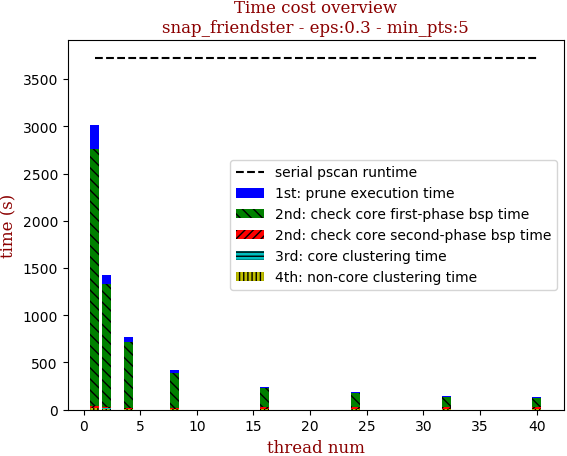 Time cost overview
snap_friendster - eps:0.3 - min_pts:5
time (s)
3500
3000
2500
2000
1500
1000
500
0
serial pscan runtime
1st: prune execution time
2nd: check core first-phase bsp time
2nd: check core second-phase bsp time
3rd: core clustering time
4th: non-core clustering time
0 5 10 15 20 25 30 35 40
thread num